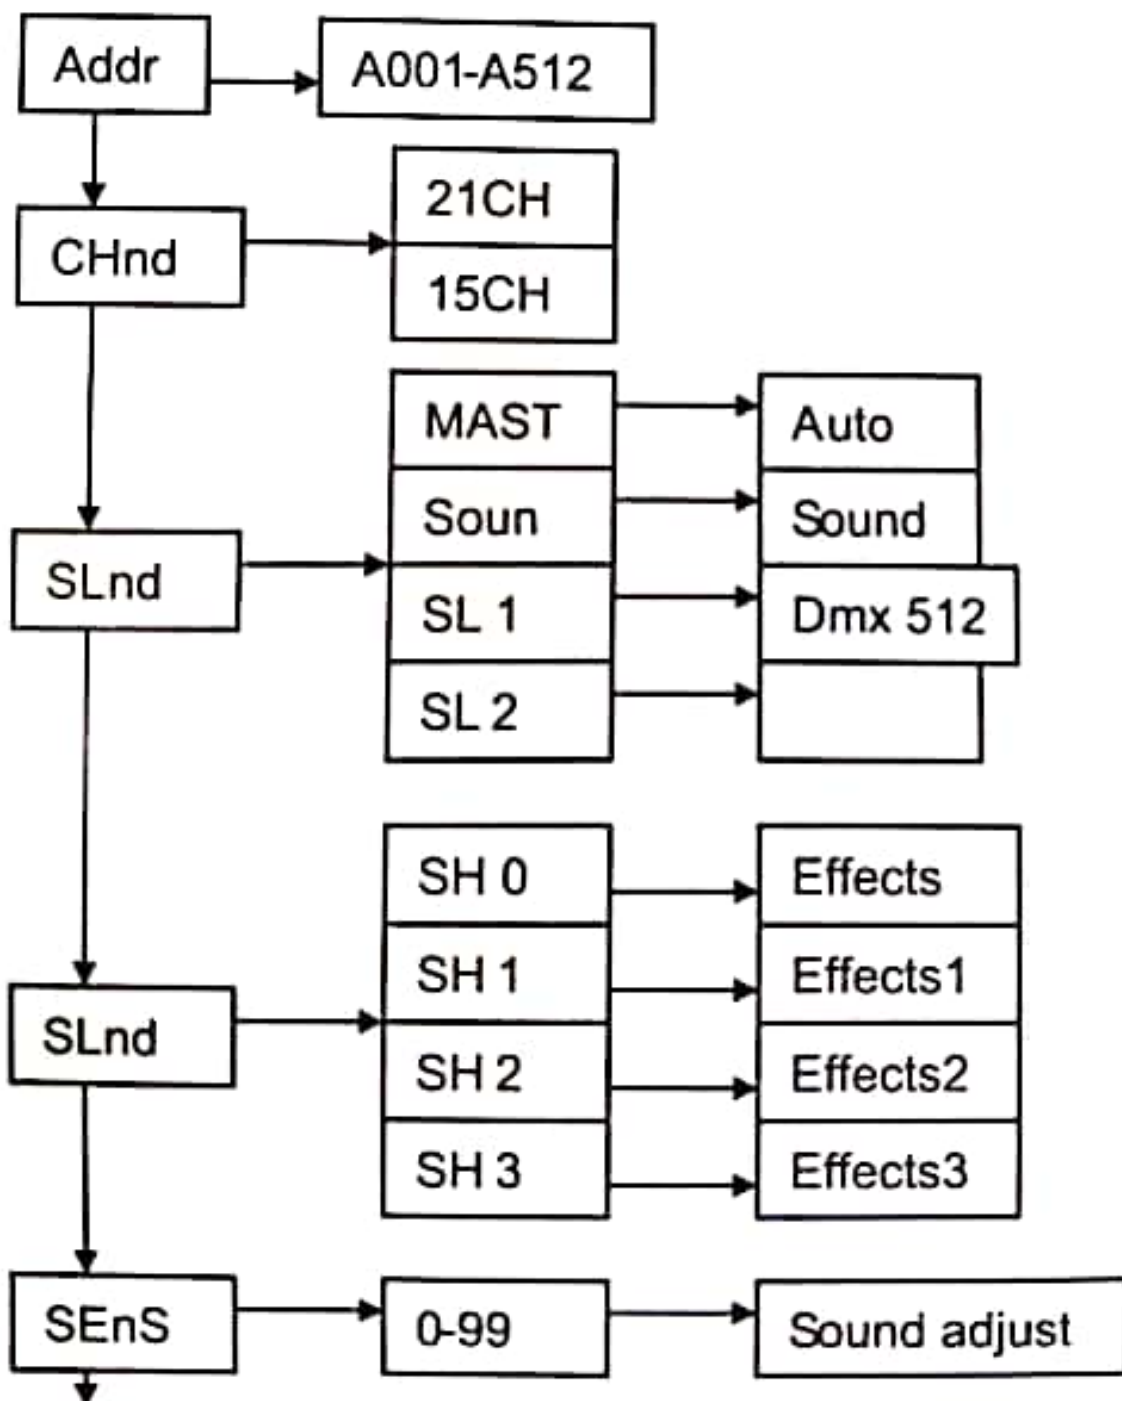 Addr A001-A512
21CH
CHnd
15CH
MAST Auto
Soun Sound
SLnd
SL 1 Dmx 512
SL 2
SH 0 Effects
SH 1 Effects1
SLnd
SH 2 Effects2
SH 3 Effects3
SEnS 0-99 Sound adjust